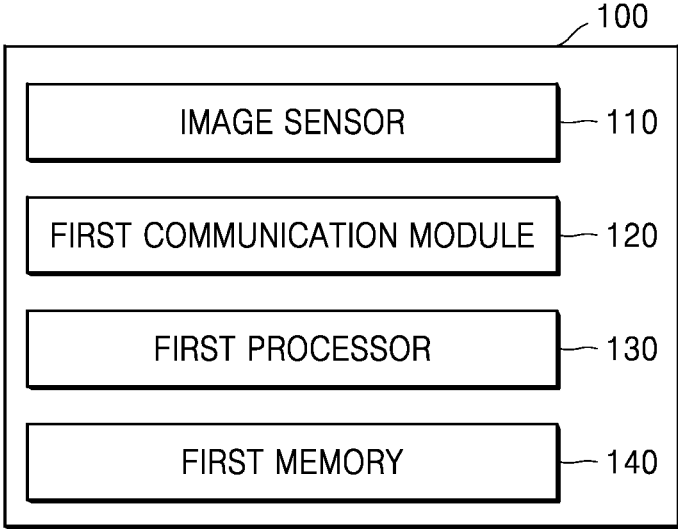 100
IMAGE SENSOR 110
FIRST COMMUNICATION MODULE 120
FIRST PROCESSOR 130
FIRST MEMORY 140